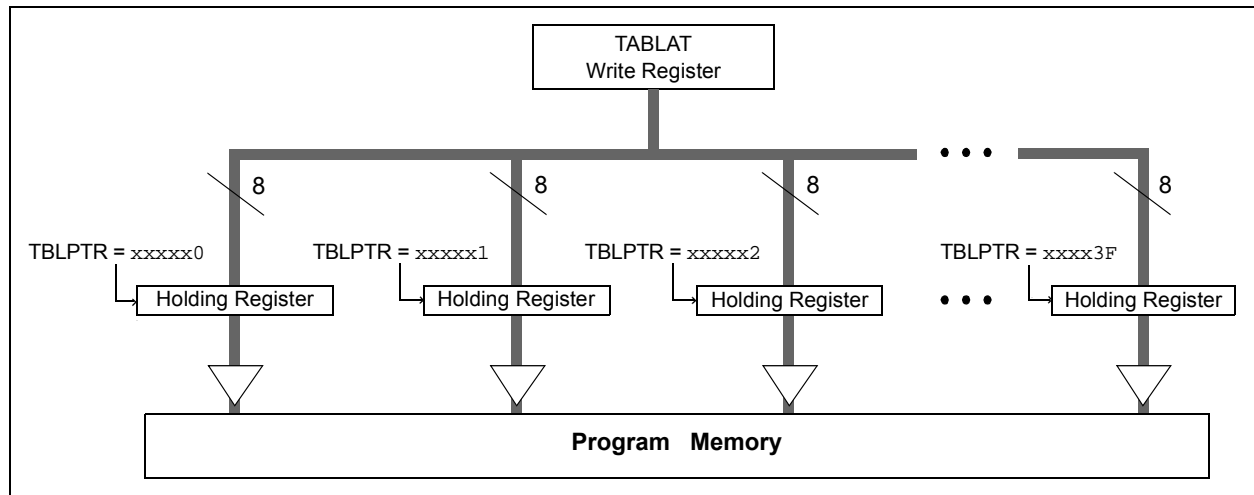 TABLAT
Write Register
• • •
8 8 8 8
TBLPTR = xxxxx0 TBLPTR = xxxxx1 TBLPTR = xxxxx2 TBLPTR = xxxx3F
Holding Register Holding Register Holding Register • • • Holding Register
Program Memory